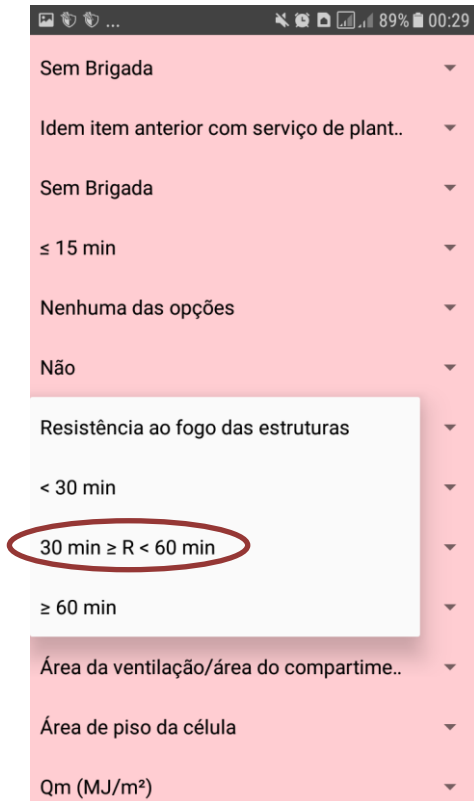 ... 89% 00:29
Sem Brigada
Idem item anterior com serviço de plant..
Sem Brigada
≤ 15 min
Nenhuma das opções
Não
Resistência ao fogo das estruturas
< 30 min
30 min ≥ R < 60 min
≥ 60 min
Área da ventilação/área do compartime..
Área de piso da célula
Qm (MJ/m²)